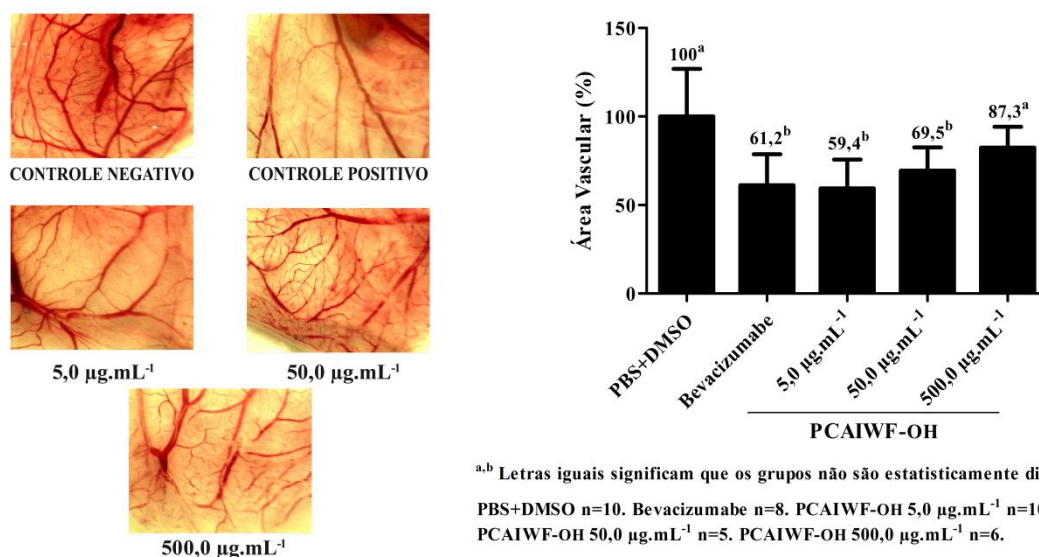 CONTROLE NEGATIVO
CONTROLE POSITIVO
5,0 µg.mL⁻¹
50,0 µg.mL⁻¹
500,0 µg.mL⁻¹
Área Vascular (%)
150
100
50
0
100ᵃ
61,2ᵇ
59,4ᵇ
69,5ᵇ
87,3ᵃ
PBS+DMSO
Bevacizumabe
5,0 µg.mL⁻¹
50,0 µg.mL⁻¹
500,0 µg.mL⁻¹
PCAIWF-OH
ᵃ,ᵇ Letras iguais significam que os grupos não são estatisticamente di
PBS+DMSO n=10. Bevacizumabe n=8. PCAIWF-OH 5,0 µg.mL⁻¹ n=10
PCAIWF-OH 50,0 µg.mL⁻¹ n=5. PCAIWF-OH 500,0 µg.mL⁻¹ n=6.